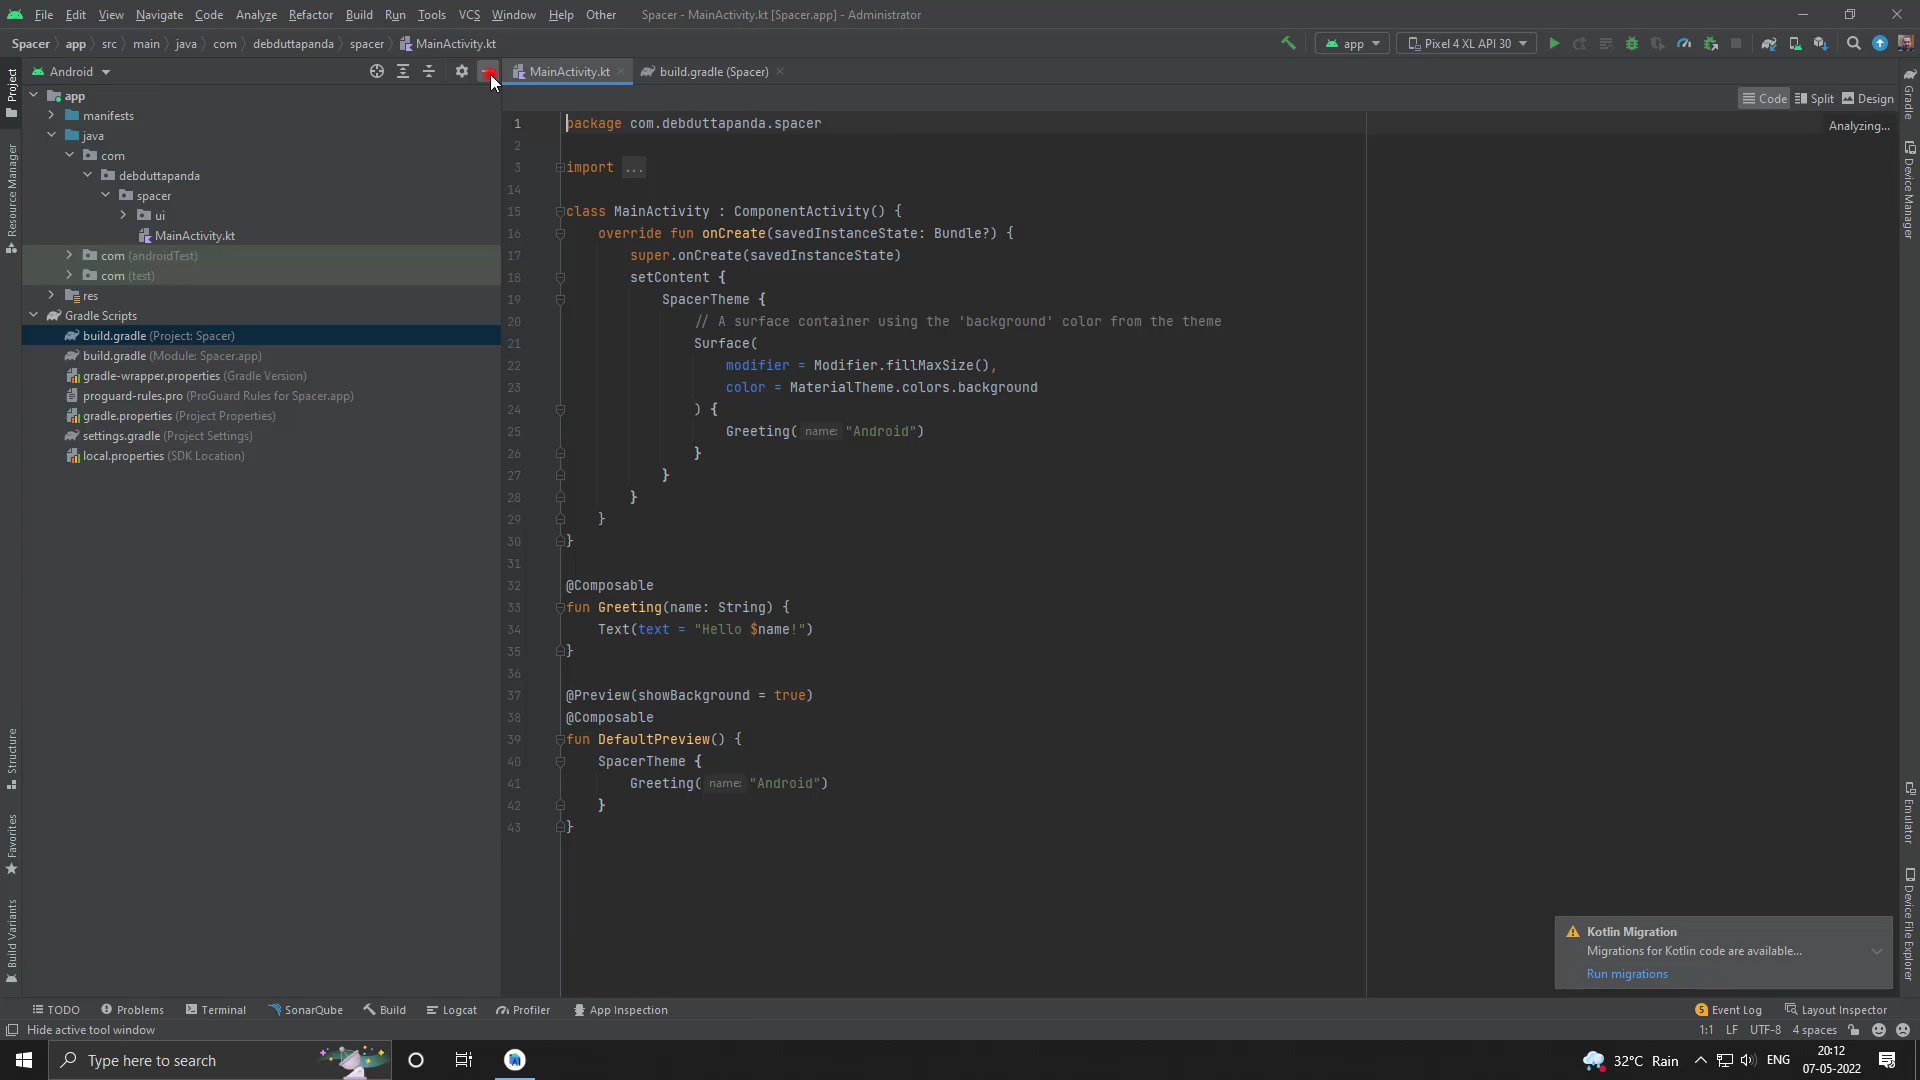 File Edit View Navigate Code Analyze Refactor Build Run Tools VCS Window Help Other Spacer - MainActivity.kt [Spacer.app] - Administrator
Spacer app src main java com debduttapanda spacer MainActivity.kt app Pixel 4 XL API 30
Android MainActivity.kt build.gradle (Spacer)
Code Split Design
Analyzing...
Project
Resource Manager
Structure
Favorites
Build Variants
app
manifests
java
com
debduttapanda
spacer
ui
MainActivity.kt
com (androidTest)
com (test)
res
Gradle Scripts
build.gradle (Project: Spacer)
build.gradle (Module: Spacer.app)
gradle-wrapper.properties (Gradle Version)
proguard-rules.pro (ProGuard Rules for Spacer.app)
gradle.properties (Project Properties)
settings.gradle (Project Settings)
local.properties (SDK Location)
1 package com.debduttapanda.spacer
2
3 import ...
14
15 class MainActivity : ComponentActivity() {
16 override fun onCreate(savedInstanceState: Bundle?) {
17 super.onCreate(savedInstanceState)
18 setContent {
19 SpacerTheme {
20 // A surface container using the 'background' color from the theme
21 Surface(
22 modifier = Modifier.fillMaxSize(),
23 color = MaterialTheme.colors.background
24 ) {
25 Greeting( name: "Android")
26 }
27 }
28 }
29 }
30 }
31
32 @Composable
33 fun Greeting(name: String) {
34 Text(text = "Hello $name!")
35 }
36
37 @Preview(showBackground = true)
38 @Composable
39 fun DefaultPreview() {
40 SpacerTheme {
41 Greeting( name: "Android")
42 }
43 }
Gradle
Device Manager
Emulator
Device File Explorer
Kotlin Migration
Migrations for Kotlin code are available...
Run migrations
TODO Problems Terminal SonarQube Build Logcat Profiler App Inspection 5 Event Log Layout Inspector
Hide active tool window 1:1 LF UTF-8 4 spaces
Type here to search 32°C Rain ENG 20:12
07-05-2022